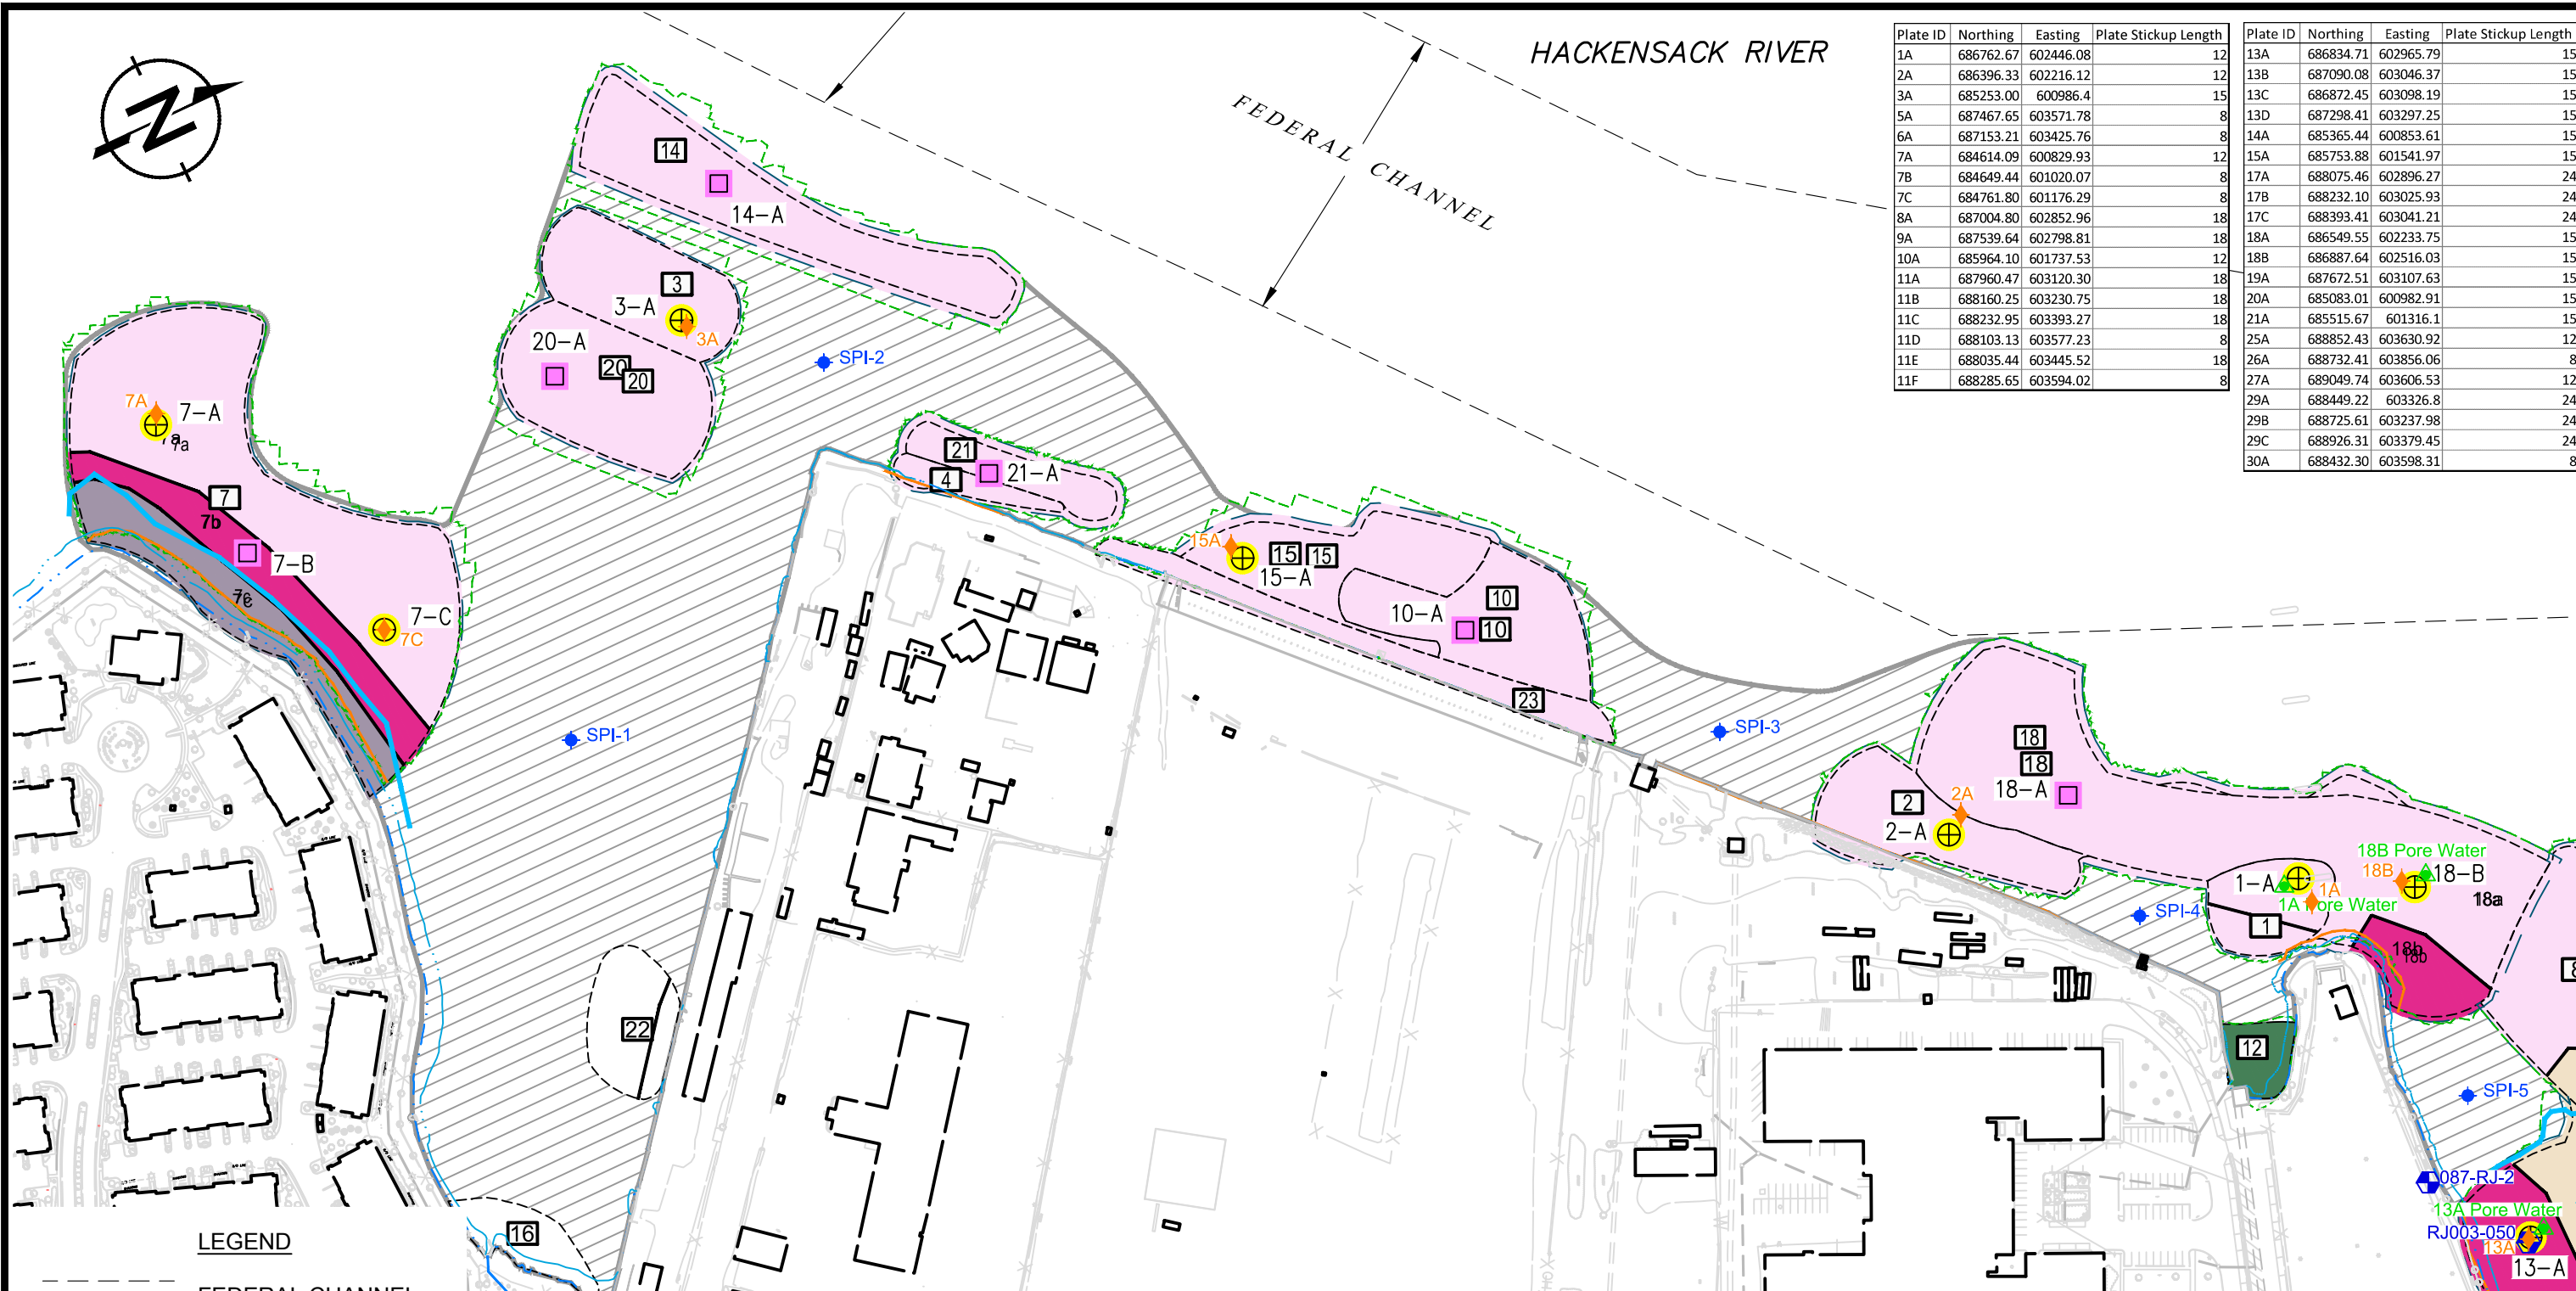 HACKENSACK RIVER
FEDERAL CHANNEL
Plate ID Northing Easting Plate Stickup Length
1A 686762.67 602446.08 12
2A 686396.33 602216.12 12
3A 685253.00 600986.4 15
5A 687467.65 603571.78 8
6A 687153.21 603425.76 8
7A 684614.09 600829.93 12
7B 684649.44 601020.07 8
7C 684761.80 601176.29 8
8A 687004.80 602852.96 18
9A 687539.64 602798.81 18
10A 685964.10 601737.53 12
11A 687960.47 603120.30 18
11B 688160.25 603230.75 18
11C 688232.95 603393.27 18
11D 688103.13 603577.23 8
11E 688035.44 603445.52 18
11F 688285.65 603594.02 8
Plate ID Northing Easting Plate Stickup Length
13A 686834.71 602965.79 15
13B 687090.08 603046.37 15
13C 686872.45 603098.19 15
13D 687298.41 603297.25 15
14A 685365.44 600853.61 15
15A 685753.88 601541.97 15
17A 688075.46 602896.27 24
17B 688232.10 603025.93 24
17C 688393.41 603041.21 24
18A 686549.55 602233.75 15
18B 686887.64 602516.03 15
19A 687672.51 603107.63 15
20A 685083.01 600982.91 15
21A 685515.67 601316.1 15
25A 688852.43 603630.92 12
26A 688732.41 603856.06 8
27A 689049.74 603606.53 12
29A 688449.22 603326.8 24
29B 688725.61 603237.98 24
29C 688926.31 603379.45 24
30A 688432.30 603598.31 8
Z
14
14-A
3
3-A
3A
20-A
20
20
SPI-2
7A
7-A
7a
7a
7
7b
7-B
7c
7-C
7C
21
21-A
4
15A
15
15
15-A
10-A
10
10
23
SPI-1
SPI-3
18
18
18-A
2
2A
2-A
18B Pore Water
18B
18-B
18a
1-A
1A
1A Pore Water
1
SPI-4
18b
18b
12
SPI-5
22
16
087-RJ-2
13A Pore Water
RJ003-050
13A
13-A
LEGEND
FEDERAL CHANNEL